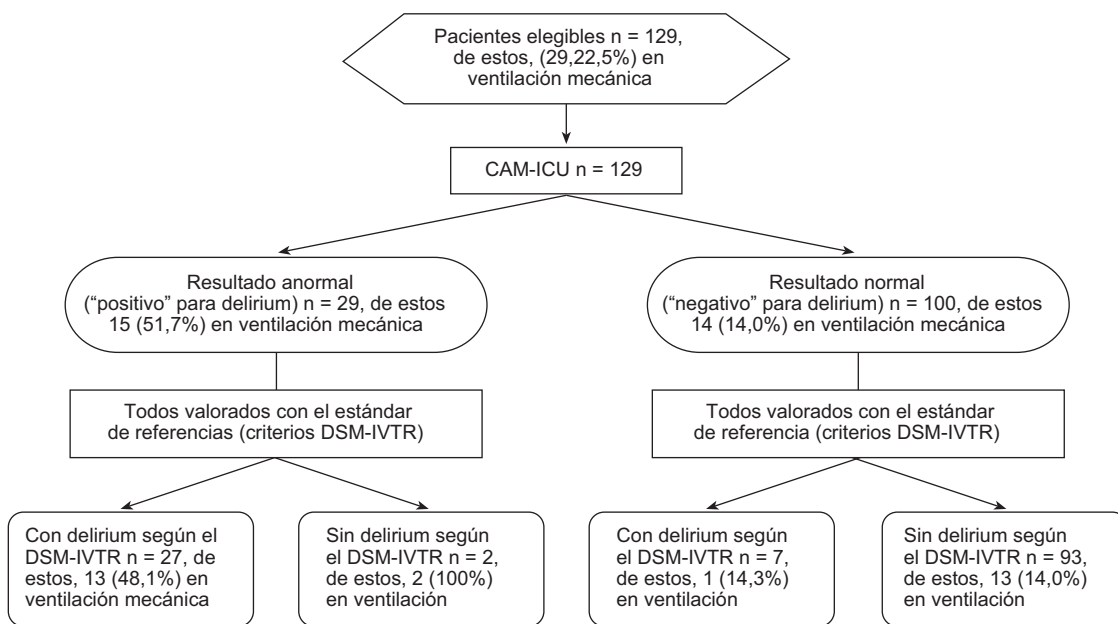 Pacientes elegibles n = 129,
de estos, (29,22,5%) en
ventilación mecánica
CAM-ICU n = 129
Resultado anormal
(“positivo” para delirium) n = 29, de estos
15 (51,7%) en ventilación mecánica
Resultado normal
(“negativo” para delirium) n = 100, de estos
14 (14,0%) en ventilación mecánica
Todos valorados con el estándar
de referencias (criterios DSM-IVTR)
Todos valorados con el estándar
de referencia (criterios DSM-IVTR)
Con delirium según el
DSM-IVTR n = 27, de
estos, 13 (48,1%) en
ventilación mecánica
Sin delirium según
el DSM-IVTR n = 2,
de estos, 2 (100%)
en ventilación
Con delirium según
el DSM-IVTR n = 7,
de estos, 1 (14,3%)
en ventilación
Sin delirium según
el DSM-IVTR n = 93,
de estos, 13 (14,0%)
en ventilación